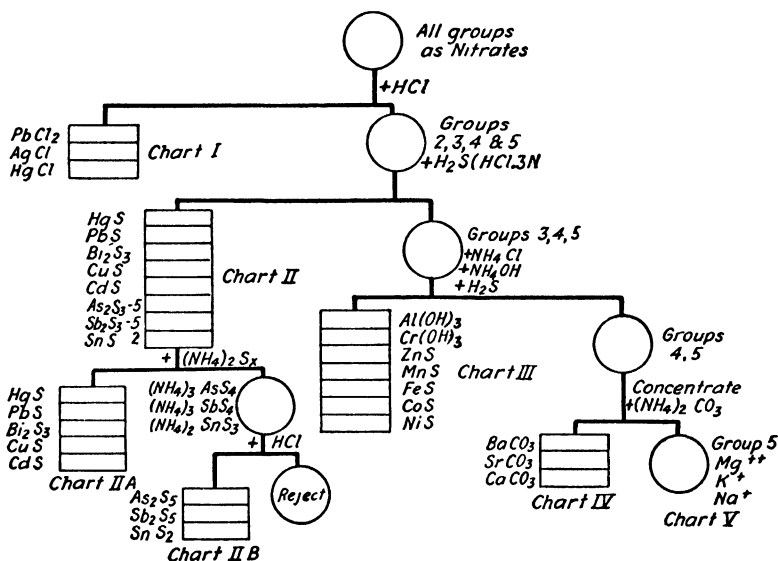 All groups
as Nitrates
+HCl
PbCl2
AgCl
HgCl
Chart I
Groups
2,3,4 & 5
+H2S(HCl.3N
HgS
PbS
Bi2S3
CuS
CdS
As2S3-5
Sb2S3-5
SnS 2
Chart II
Groups 3,4,5
+NH4Cl
+NH4OH
+H2S
+ (NH4)2 Sx
Al(OH)3
Cr(OH)3
ZnS
MnS
FeS
CoS
NiS
Chart III
Groups
4,5
Concentrate
+(NH4)2 CO3
HgS
PbS
Bi2S3
CuS
CdS
Chart IIA
(NH4)3 AsS4
(NH4)3 SbS4
(NH4)2 SnS3
+ HCl
As2S5
Sb2S5
SnS2
Chart II B
Reject
BaCO3
SrCO3
CaCO3
Chart IV
Group 5
Mg++
K+
Na+
Chart V